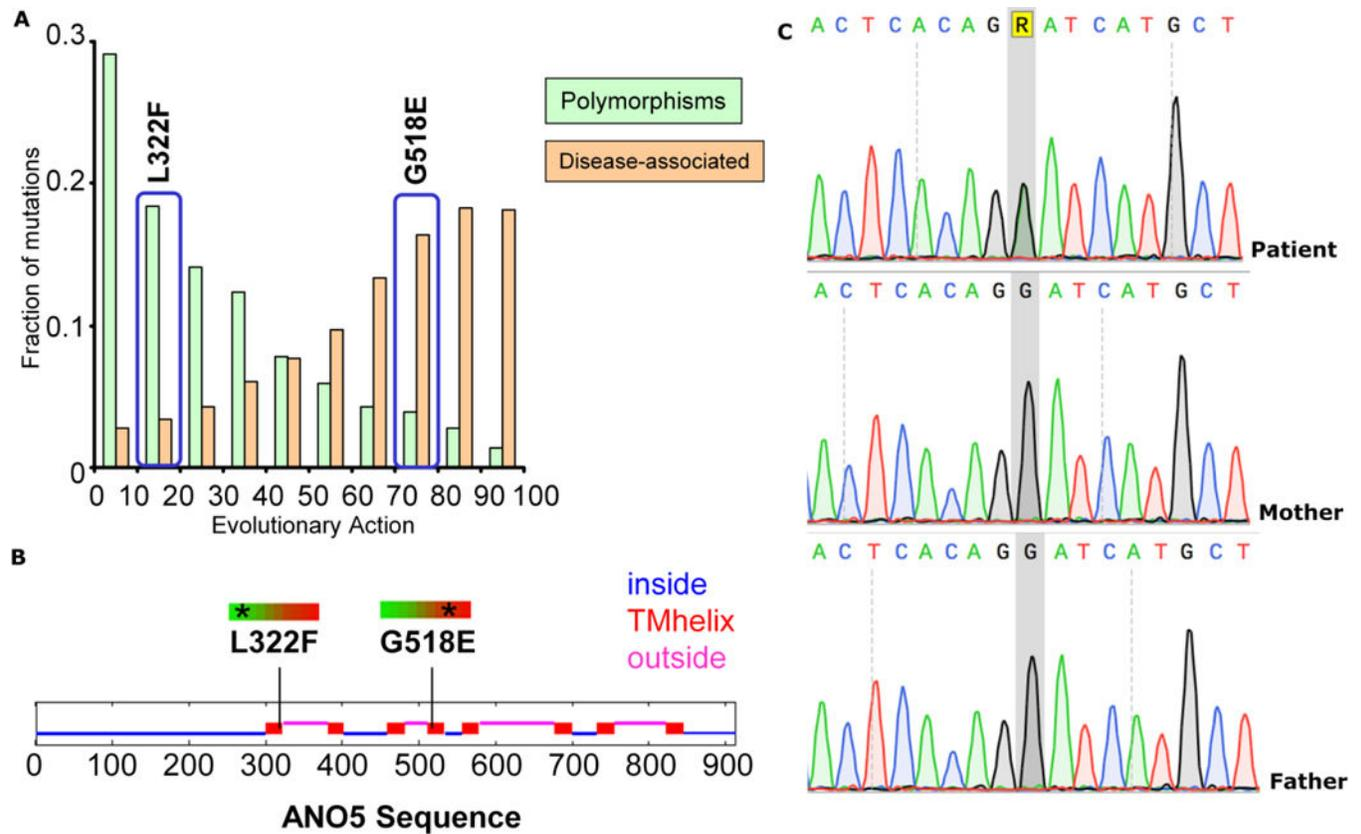 A
0.3
0.2
0.1
0
Fraction of mutations
L322F
G518E
Polymorphisms
Disease-associated
0 10 20 30 40 50 60 70 80 90 100
Evolutionary Action
B
inside
TMhelix
outside
* *
L322F G518E
0 100 200 300 400 500 600 700 800 900
ANO5 Sequence
C
A C T C A C A G R A T C A T G C T
Patient
A C T C A C A G G A T C A T G C T
Mother
A C T C A C A G G A T C A T G C T
Father